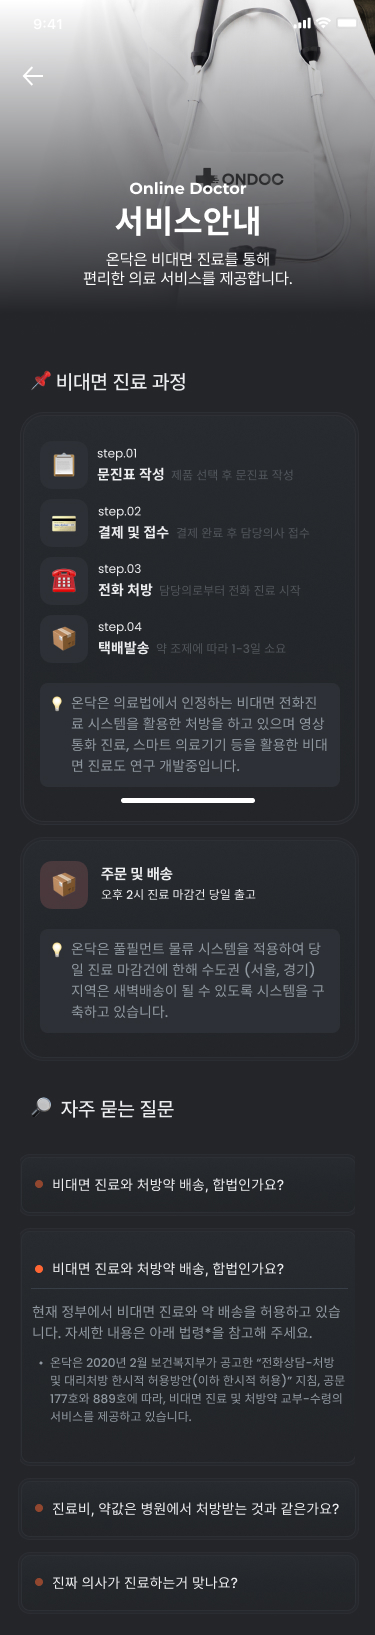 9:41
ONDOC
Online Doctor
서비스안내
온닥은 비대면 진료를 통해
편리한 의료 서비스를 제공합니다.
비대면 진료 과정
step.01
문진표 작성 제품 선택 후 문진표 작성
step.02
결제 및 접수 결제 완료 후 담당의사 접수
step.03
전화 처방 담당의로부터 전화 진료 시작
step.04
택배발송 약 조제에 따라 1-3일 소요
온닥은 의료법에서 인정하는 비대면 전화진
료 시스템을 활용한 처방을 하고 있으며 영상
통화 진료, 스마트 의료기기 등을 활용한 비대
면 진료도 연구 개발중입니다.
주문 및 배송
오후 2시 진료 마감건 당일 출고
온닥은 풀필먼트 물류 시스템을 적용하여 당
일 진료 마감건에 한해 수도권 (서울, 경기)
지역은 새벽배송이 될 수 있도록 시스템을 구
축하고 있습니다.
자주 묻는 질문
비대면 진료와 처방약 배송, 합법인가요?
비대면 진료와 처방약 배송, 합법인가요?
현재 정부에서 비대면 진료와 약 배송을 허용하고 있습
니다. 자세한 내용은 아래 법령*을 참고해 주세요.
• 온닥은 2020년 2월 보건복지부가 공고한 “전화상담-처방
및 대리처방 한시적 허용방안(이하 한시적 허용)” 지침, 공문
177호와 889호에 따라, 비대면 진료 및 처방약 교부-수령의
서비스를 제공하고 있습니다.
진료비, 약값은 병원에서 처방받는 것과 같은가요?
진짜 의사가 진료하는거 맞나요?